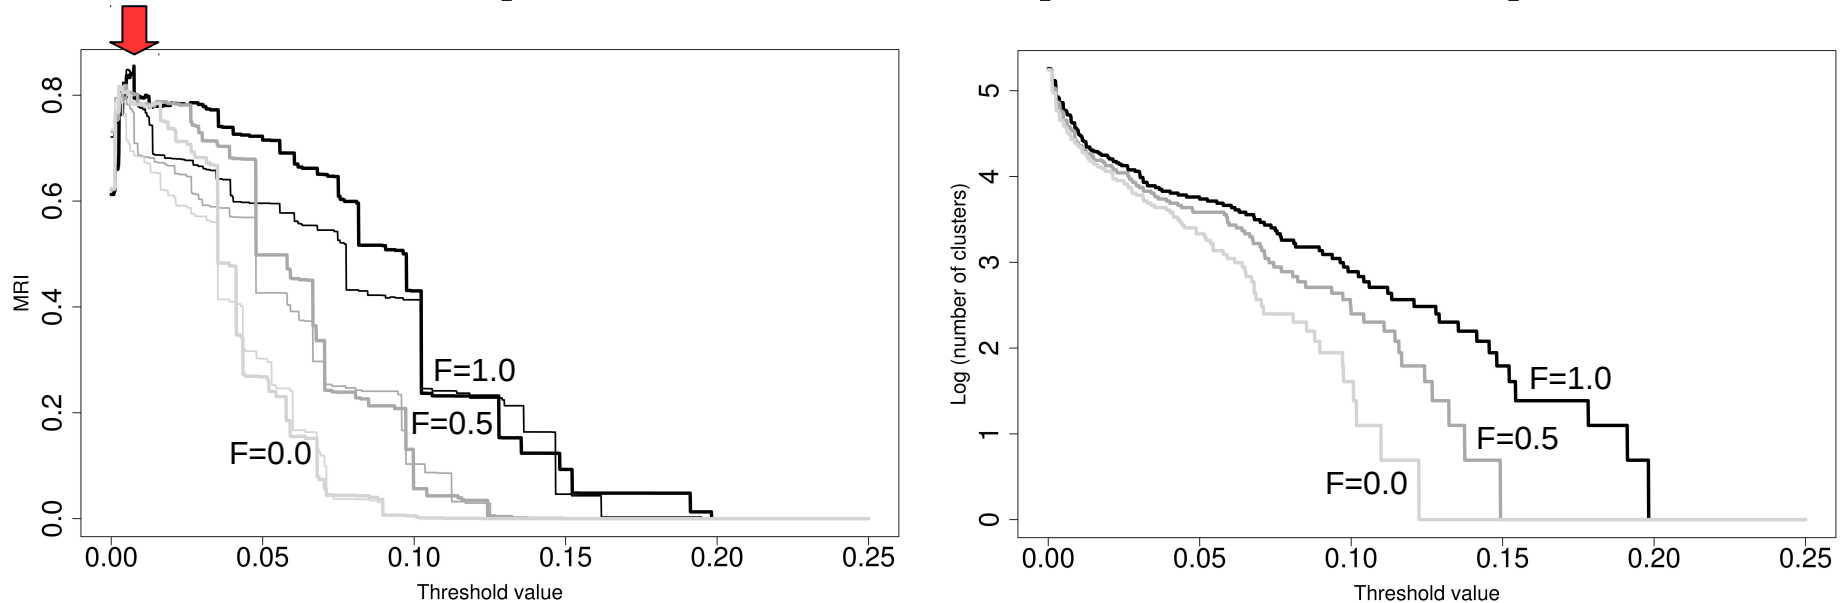 MRI
0.0 0.2 0.4 0.6 0.8
F=1.0
F=0.5
F=0.0
0.00 0.05 0.10 0.15 0.20 0.25
Threshold value
Log (number of clusters)
0 1 2 3 4 5
F=1.0
F=0.5
F=0.0
0.00 0.05 0.10 0.15 0.20 0.25
Threshold value